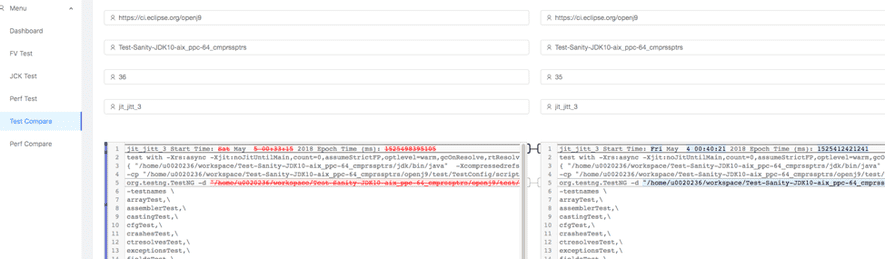 Menu
Dashboard
FV Test
JCK Test
Perf Test
Test Compare
Perf Compare
https://ci.eclipse.org/openj9
Test-Sanity-JDK10-aix_ppc-64_cmprssptrs
36
jit_jitt_3
1 jit_jitt_3 Start Time: Sat May 5 00:33:15 2018 Epoch Time (ms): 1525498395105
2 test with -Xrs:async -Xjit:noJitUntilMain,count=0,assumeStrictFP,optlevel=warm,gcOnResolve,rtResolv
3 { "/home/u0020236/workspace/Test-Sanity-JDK10-aix_ppc-64_cmprssptrs/jdk/bin/java" -Xcompressedrefs
4 -cp "/home/u0020236/workspace/Test-Sanity-JDK10-aix_ppc-64_cmprssptrs/openj9/test/TestConfig/script
5 org.testng.TestNG -d "/home/u0020236/workspace/Test-Sanity-JDK10-aix_ppc-64_cmprssptrs/openj9/test/
6 -testnames \
7 arrayTest,\
8 assemblerTest,\
9 castingTest,\
10 cfgTest,\
11 crashesTest,\
12 ctresolvesTest,\
13 exceptionsTest,\
14 fieldsTest,\
https://ci.eclipse.org/openj9
Test-Sanity-JDK10-aix_ppc-64_cmprssptrs
35
jit_jitt_3
1 jit_jitt_3 Start Time: Fri May 4 00:40:21 2018 Epoch Time (ms): 1525412421241
2 test with -Xrs:async -Xjit:noJitUntilMain,count=0,assumeStrictFP,optlevel=warm,gcOnRes
3 { "/home/u0020236/workspace/Test-Sanity-JDK10-aix_ppc-64_cmprssptrs/jdk/bin/java" -Xc
4 -cp "/home/u0020236/workspace/Test-Sanity-JDK10-aix_ppc-64_cmprssptrs/openj9/test/Test
5 org.testng.TestNG -d "/home/u0020236/workspace/Test-Sanity-JDK10-aix_ppc-64_cmprssptrs
6 -testnames \
7 arrayTest,\
8 assemblerTest,\
9 castingTest,\
10 cfgTest,\
11 crashesTest,\
12 ctresolvesTest,\
13 exceptionsTest,\